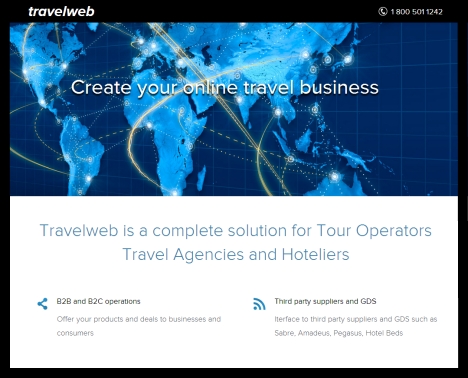 travelweb
1 800 501 1242
Create your online travel business
Travelweb is a complete solution for Tour Operators
Travel Agencies and Hoteliers
B2B and B2C operations
Offer your products and deals to businesses and
consumers
Third party suppliers and GDS
Iterface to third party suppliers and GDS such as
Sabre, Amadeus, Pegasus, Hotel Beds